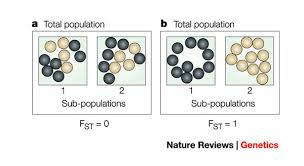 a Total population
1 2
Sub-populations
F_ST = 0
b Total population
1 2
Sub-populations
F_ST = 1
Nature Reviews | Genetics